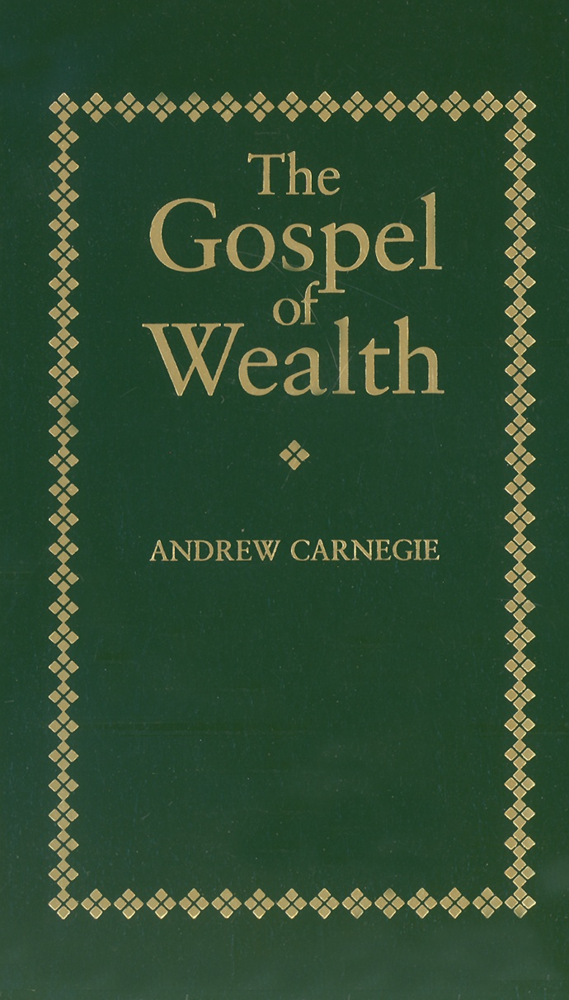 The
Gospel
of
Wealth
ANDREW CARNEGIE